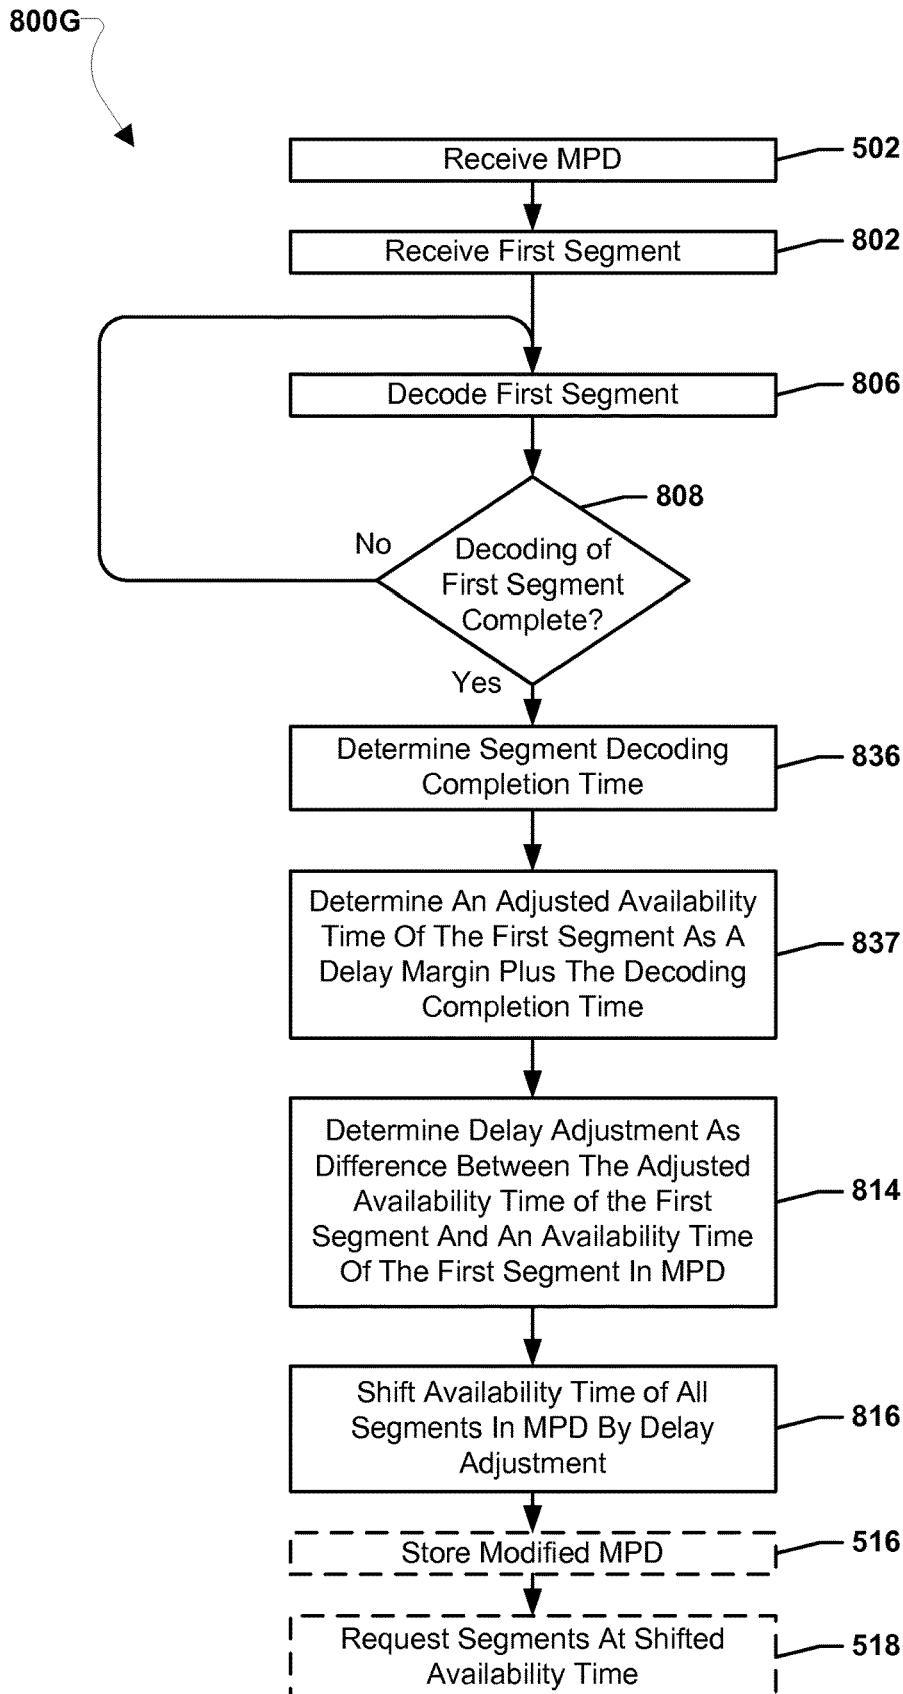 800G
Receive MPD
502
Receive First Segment
802
Decode First Segment
806
808
No
Decoding of
First Segment
Complete?
Yes
Determine Segment Decoding
Completion Time
836
Determine An Adjusted Availability
Time Of The First Segment As A
Delay Margin Plus The Decoding
Completion Time
837
Determine Delay Adjustment As
Difference Between The Adjusted
Availability Time of the First
Segment And An Availability Time
Of The First Segment In MPD
814
Shift Availability Time of All
Segments In MPD By Delay
Adjustment
816
Store Modified MPD
516
Request Segments At Shifted
Availability Time
518